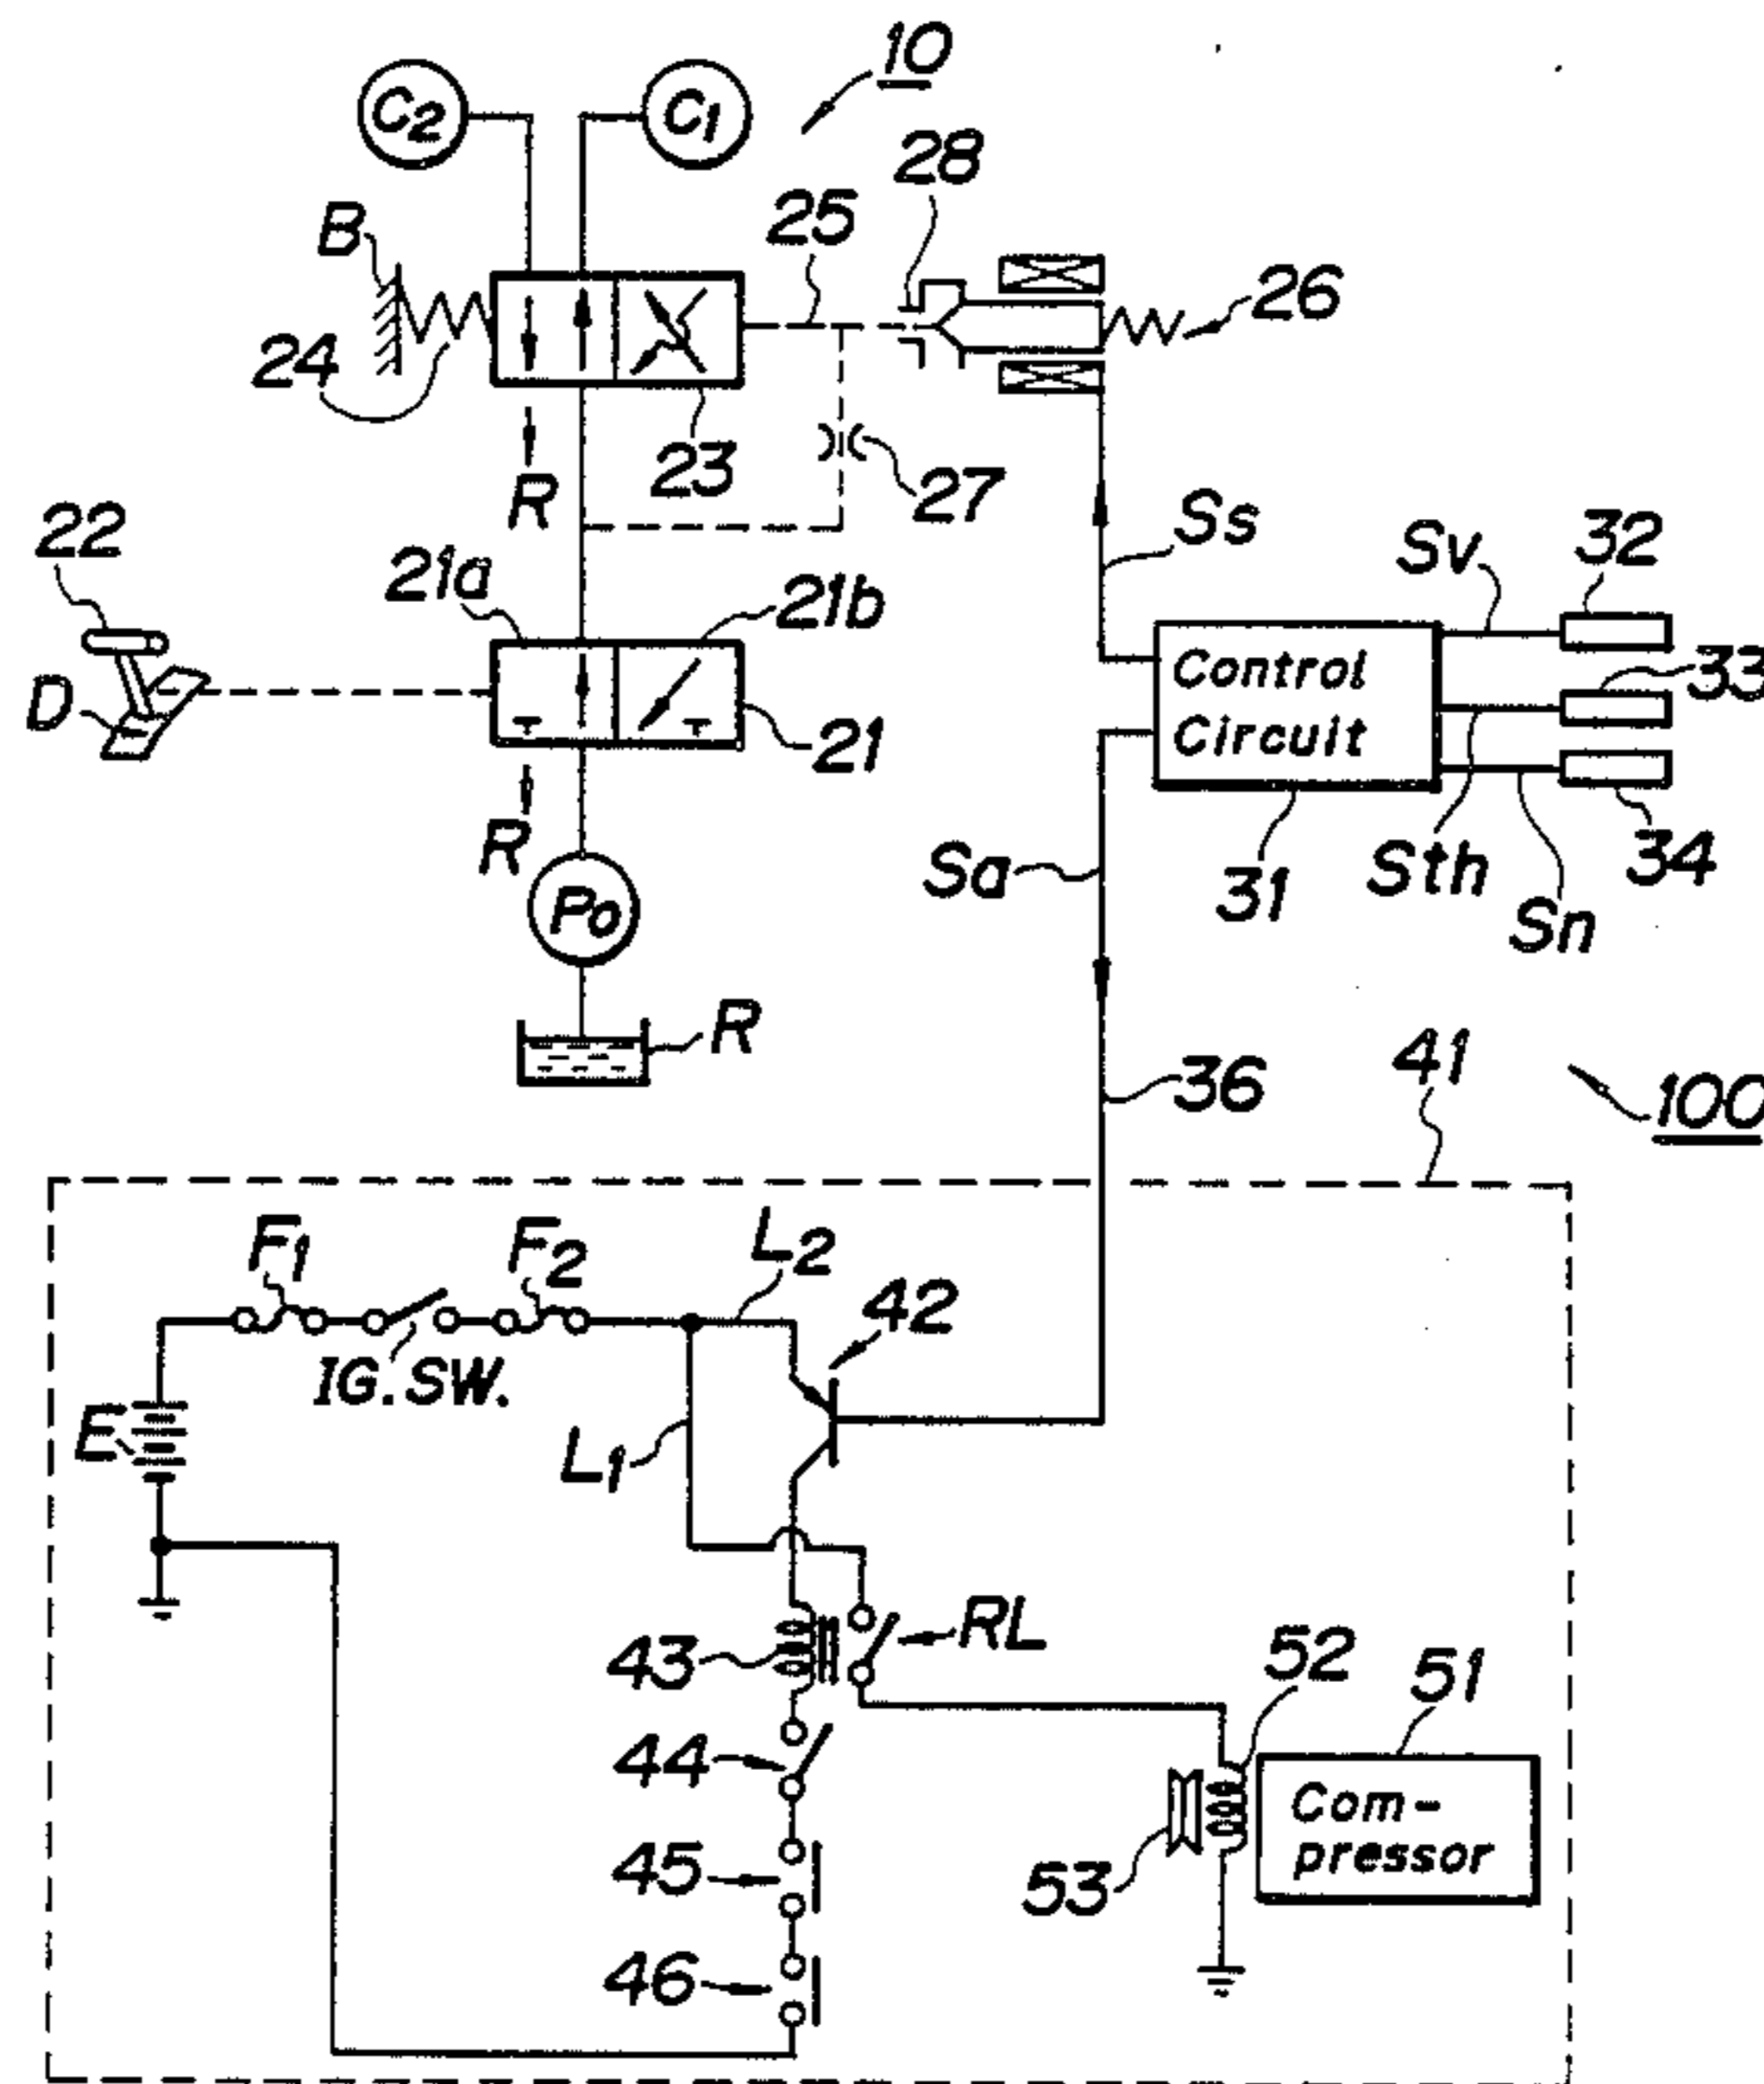 10
C2
C1
28
B
25
26
24
23
27
R
22
Ss
Sv
32
21a
21b
33
D
Control
Circuit
21
R
Sa
31
Sth
34
Sn
Po
R
36
41
100
F1
F2
L2
42
IG. SW.
E
L1
43
RL
52
51
44
Com-
pressor
45
53
46